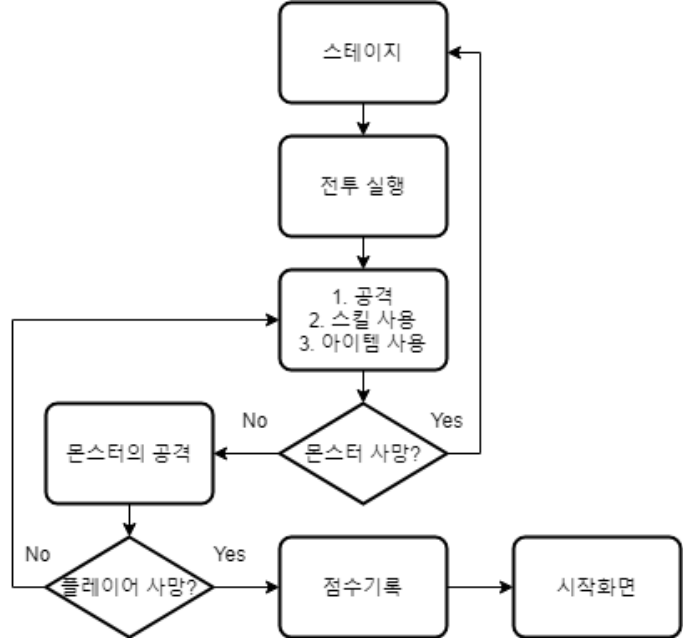 스테이지
전투 실행
1. 공격
2. 스킬 사용
3. 아이템 사용
No
Yes
몬스터의 공격
몬스터 사망?
No
플레이어 사망?
Yes
점수기록
시작화면